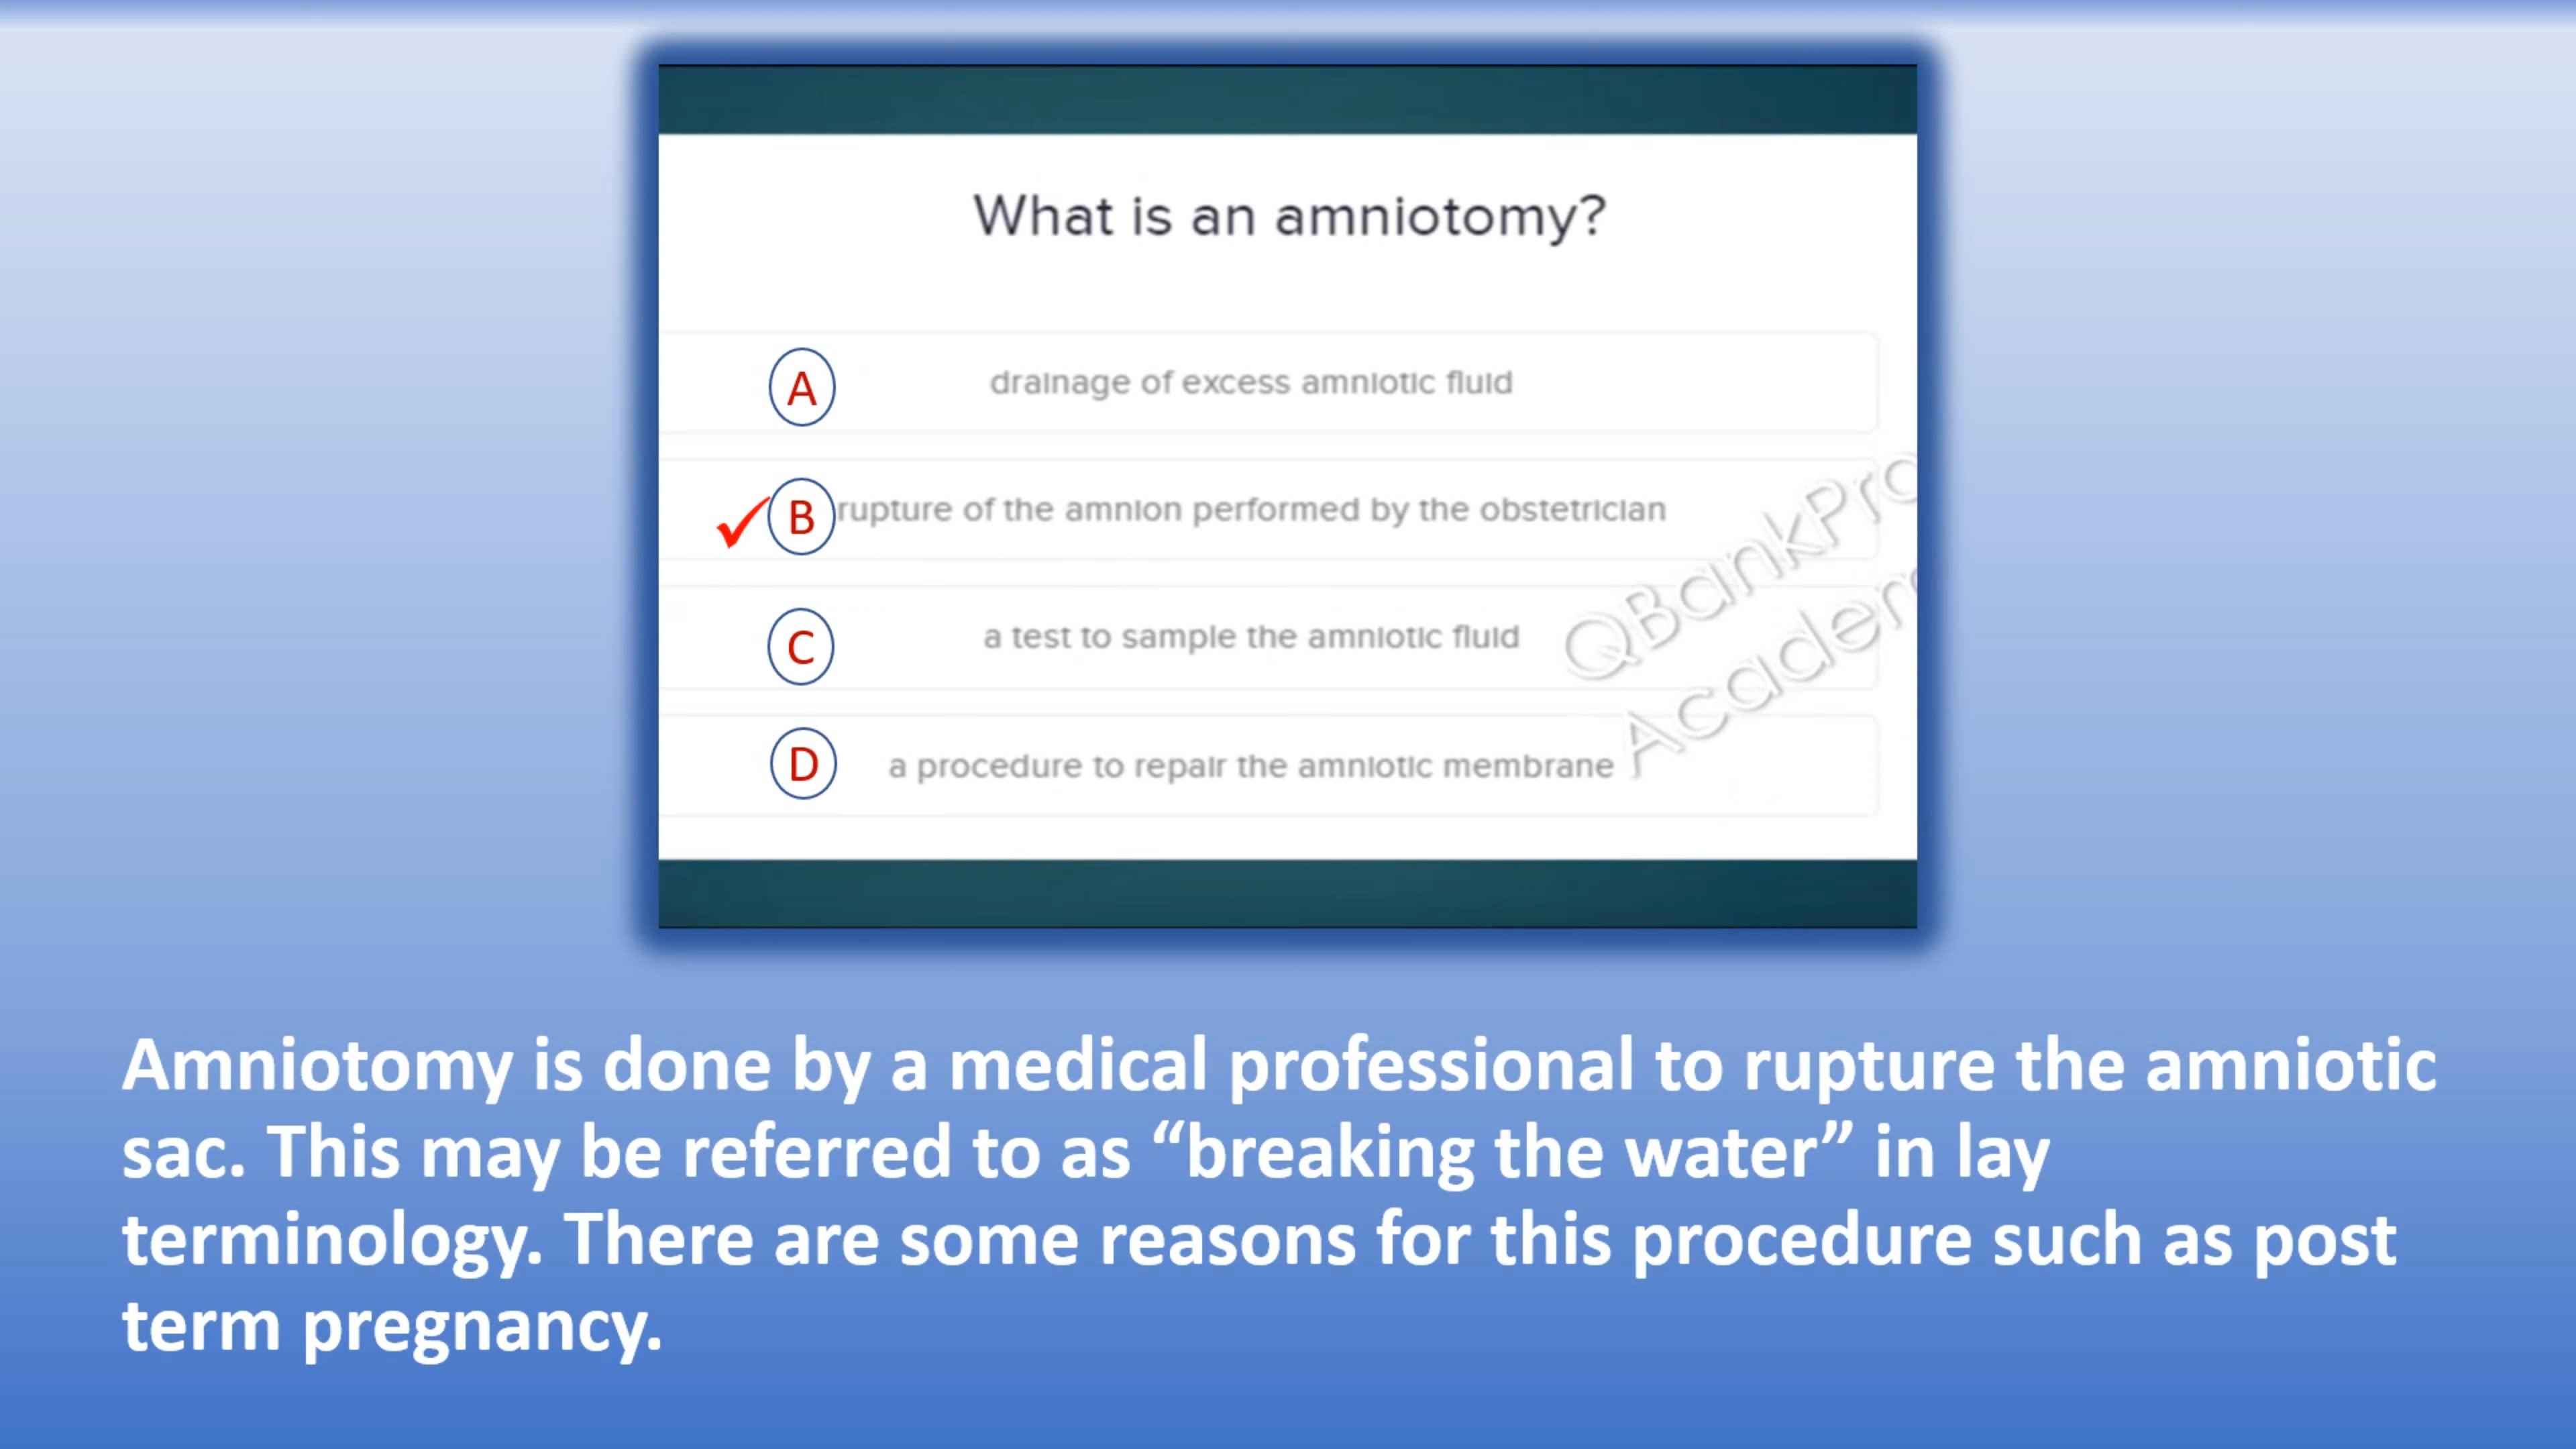 What is an amniotomy?
A drainage of excess amniotic fluid
B rupture of the amnion performed by the obstetrician
C a test to sample the amniotic fluid
D a procedure to repair the amniotic membrane
QBankPro
Academ
Amniotomy is done by a medical professional to rupture the amniotic
sac. This may be referred to as “breaking the water” in lay
terminology. There are some reasons for this procedure such as post
term pregnancy.